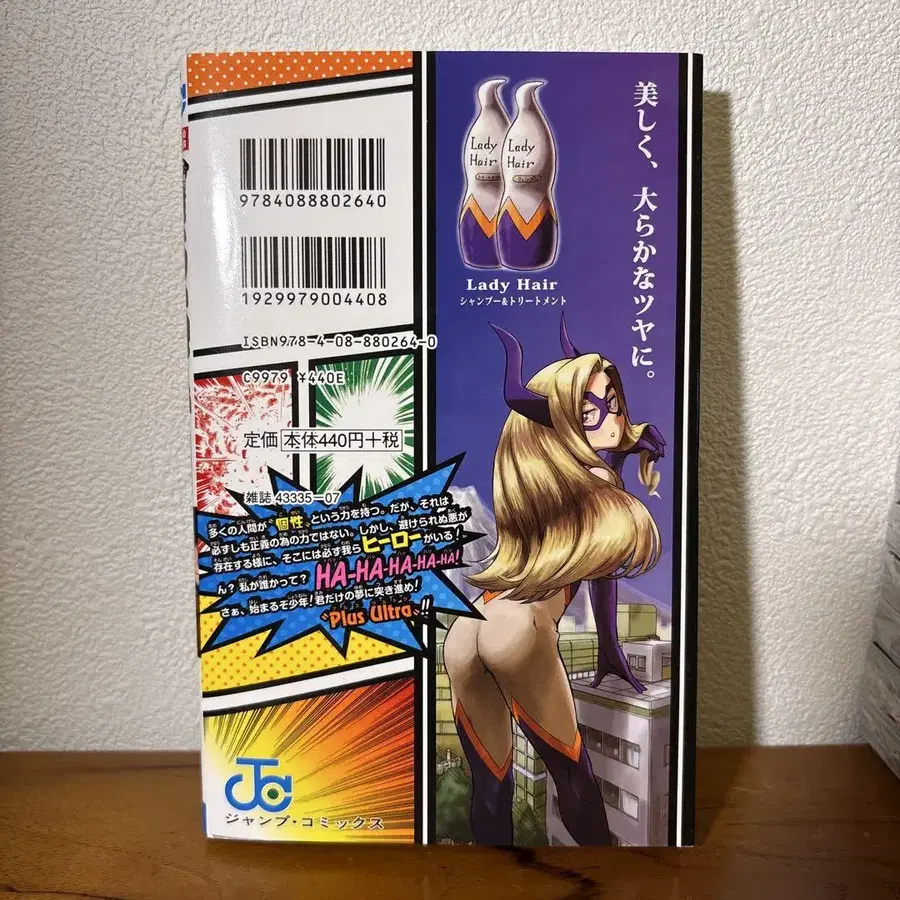 9784088802640
1929979004408
ISBN978-4-08-880264-0
C9979 ¥440E
定価 本体440円+税
雑誌 43335-07
多くの人間が“個性”という力を持つ。だが、それは
必ずしも正義の為の力ではない。しかし、避けられぬ悪が
存在する様に、そこには必ず我らヒーローがいる!
ん?私が誰かって? HA-HA-HA-HA-HA!
さぁ、始まるぞ少年!君だけの夢に突き進め!
“Plus Ultra”!!
ジャンプ・コミックス
Lady Hair
Lady Hair
Lady Hair
シャンプー&トリートメント
美しく、大らかなツヤに。